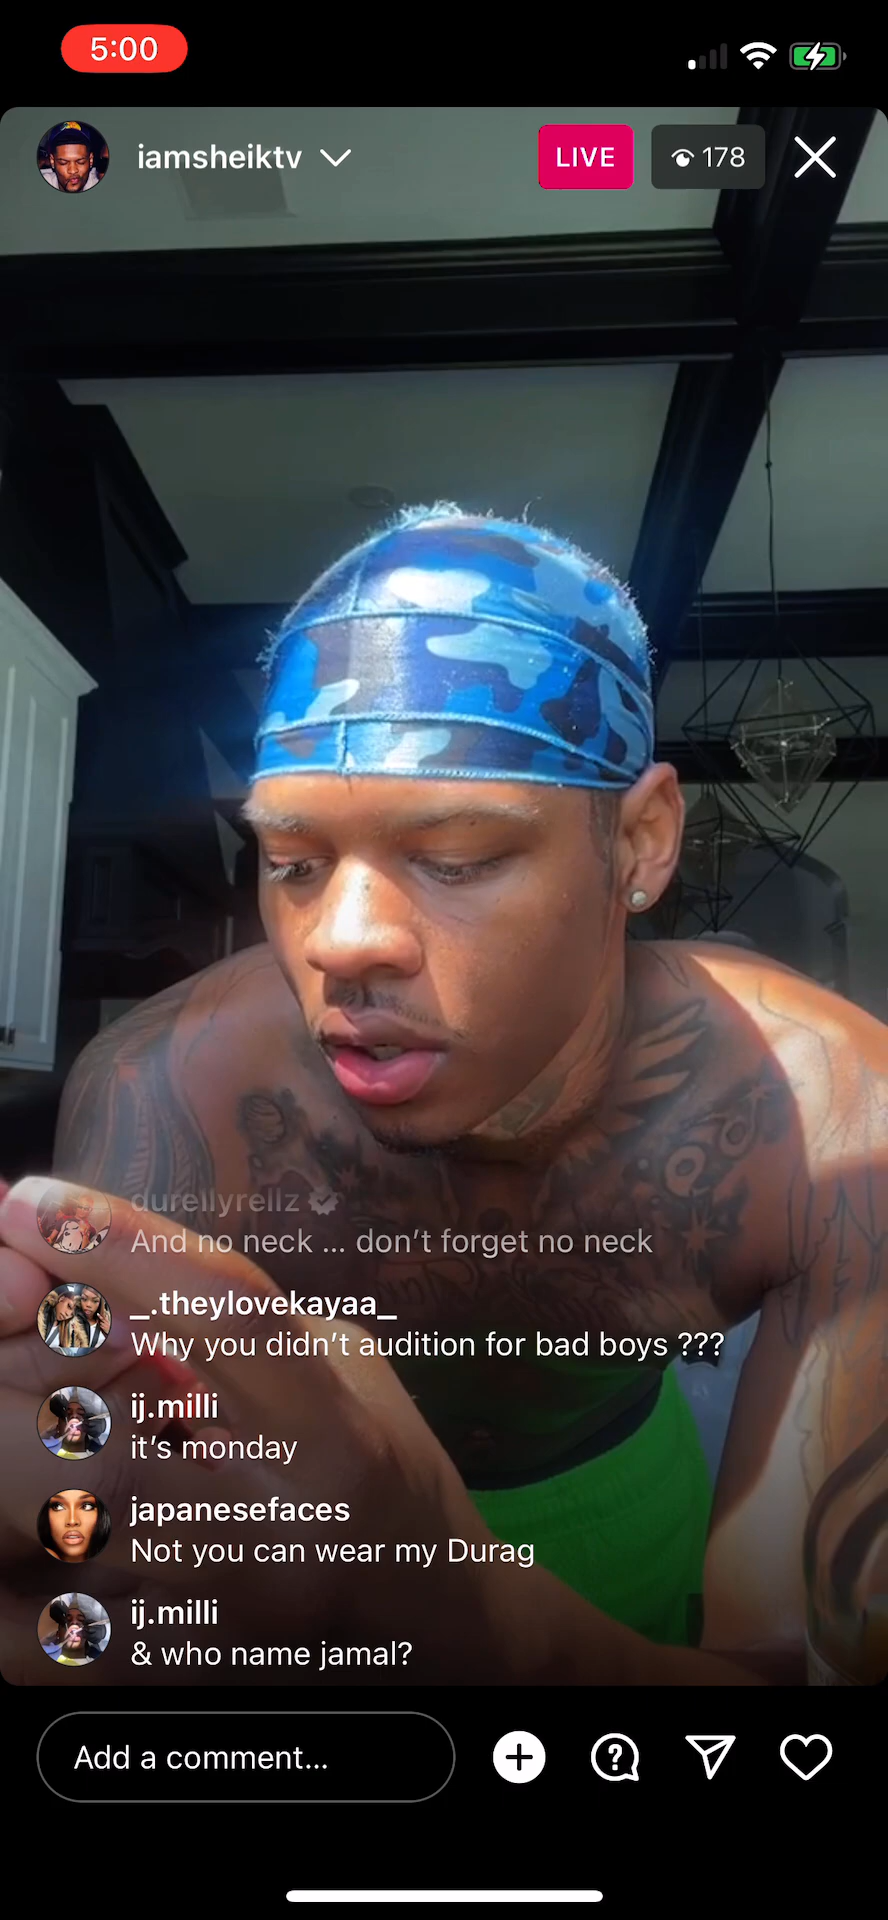 5:00
iamsheiktv
LIVE
178
durellyrellz
And no neck ... don’t forget no neck
_.theylovekayaa_
Why you didn’t audition for bad boys ???
ij.milli
it’s monday
japanesefaces
Not you can wear my Durag
ij.milli
& who name jamal?
Add a comment...